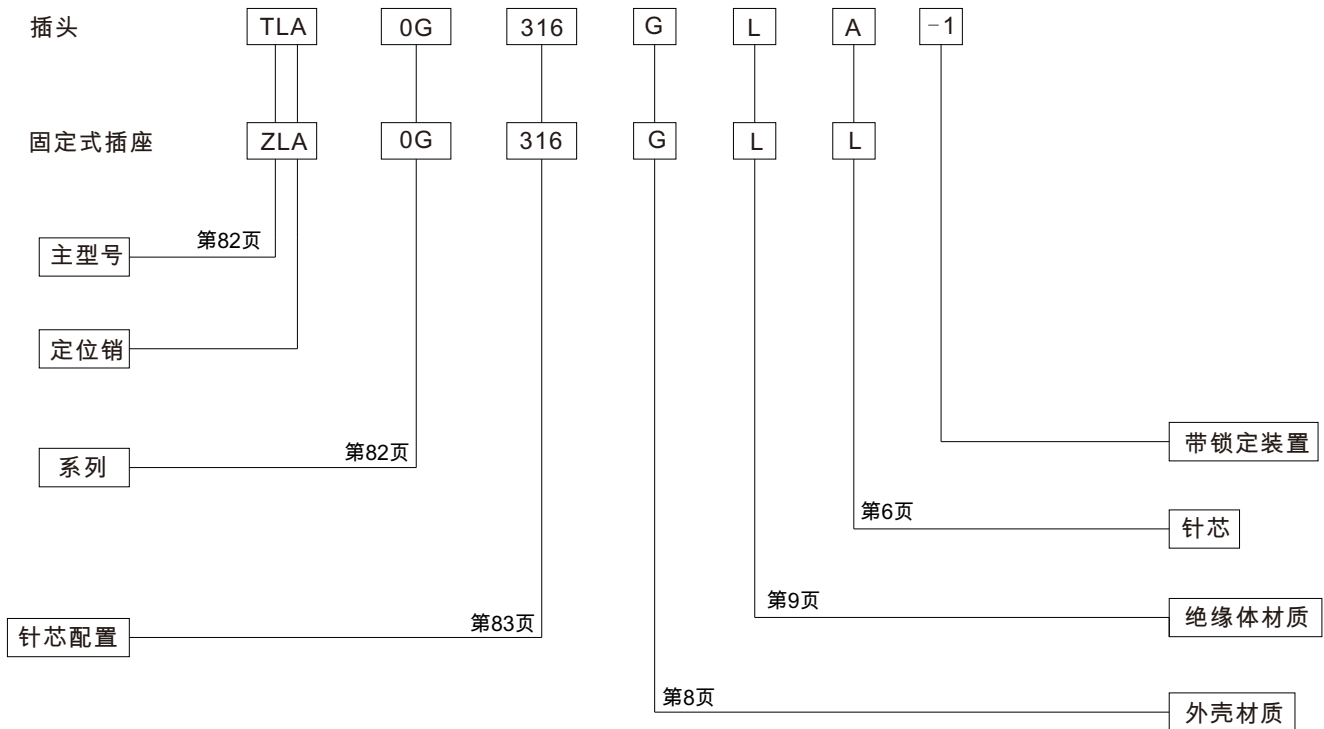 插头 TLA 0G 316 G L A -1
固定式插座 ZLA 0G 316 G L L
主型号 第82页
定位销
系列 第82页
带锁定装置
第6页 针芯
第9页 绝缘体材质
针芯配置 第83页
第8页 外壳材质